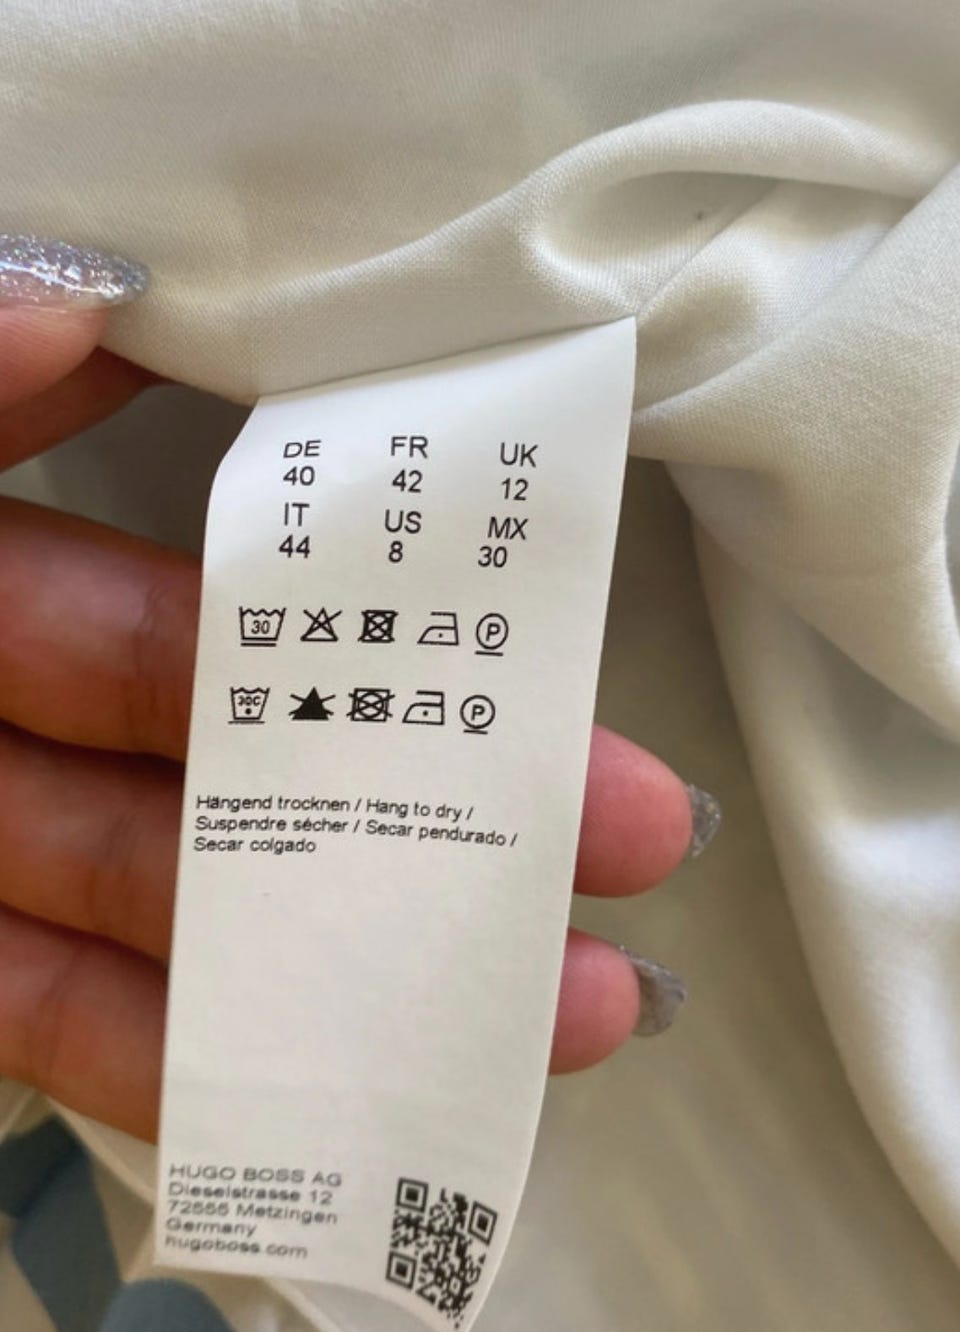 DE FR UK
40 42 12
IT US MX
44 8 30
30 P
30C P
Hängend trocknen / Hang to dry /
Suspendre sécher / Secar pendurado /
Secar colgado
HUGO BOSS AG
Dieselstrasse 12
72555 Metzingen
Germany
hugoboss.com